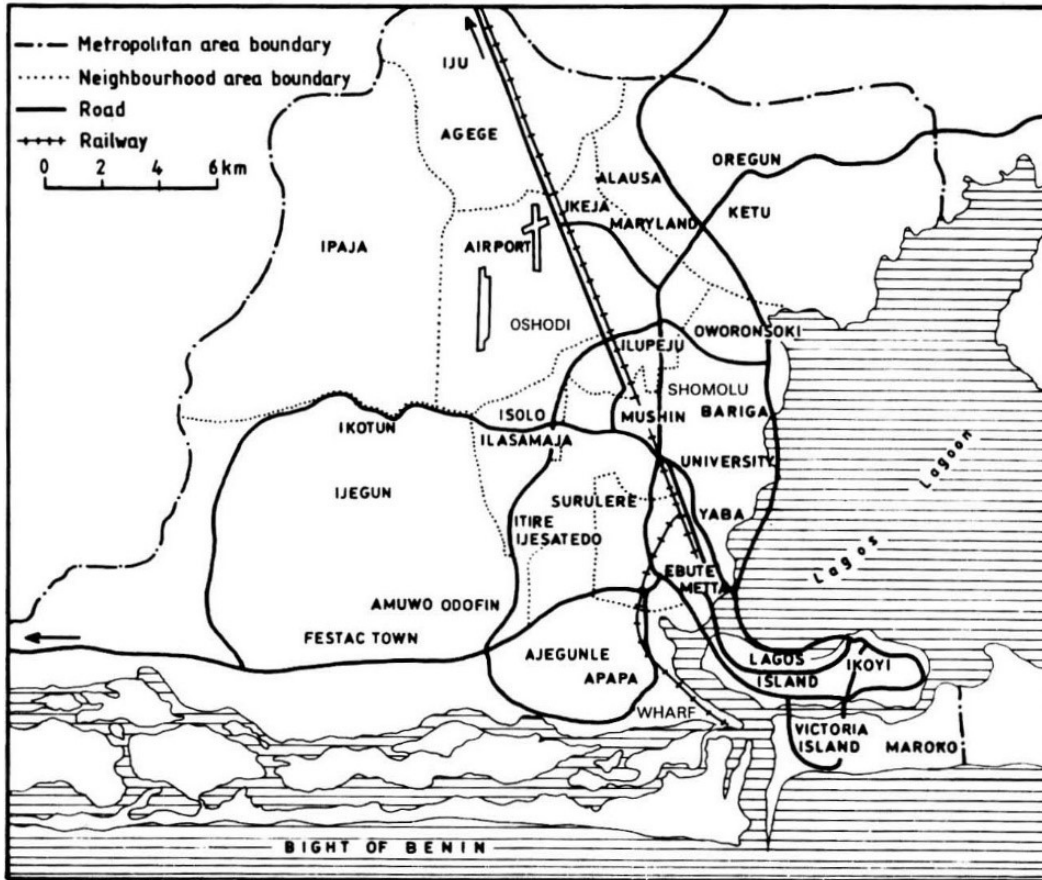 Metropolitan area boundary
Neighbourhood area boundary
Road
Railway
0 2 4 6 km
IJU
AGEGE
ALAUSA
OREGUN
IKEJA
MARYLAND
KETU
IPAJA
AIRPORT
OSHODI
OWORONSOKI
ILUPEJU
SHOMOLU
ISOLO
MUSHIN
BARIGA
IKOTUN
ILASAMAJA
UNIVERSITY
IJEGUN
SURULERE
YABA
ITIRE
IJESATEDO
EBUTE
METTA
AMUWO ODOFIN
FESTAC TOWN
AJEGUNLE
APAPA
LAGOS
ISLAND
IKOYI
WHARF
VICTORIA
ISLAND
MAROKO
Lagos Lagoon
BIGHT OF BENIN